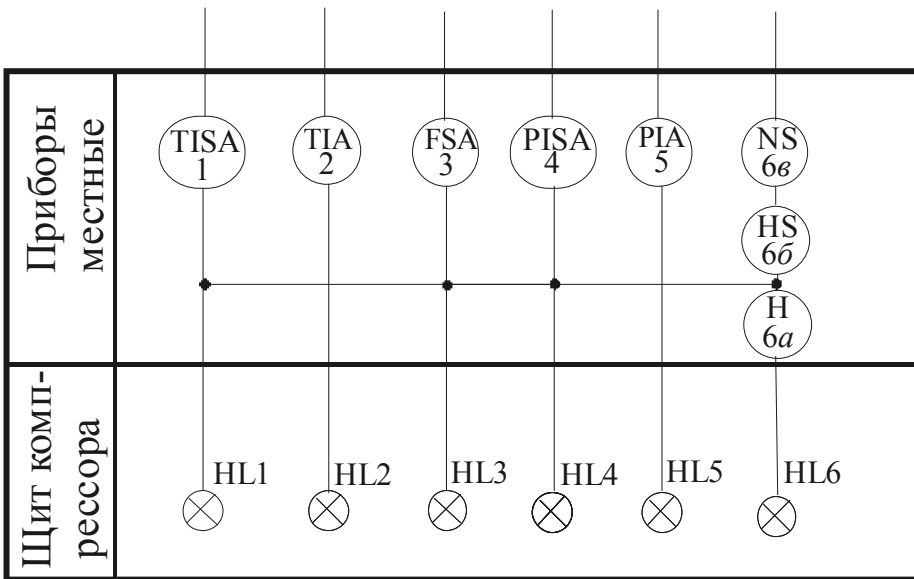 Приборы
местные
TISA
1
TIA
2
FSA
3
PISA
4
PIA
5
NS
6в
HS
6б
H
6а
Щит комп-
рессора
HL1
HL2
HL3
HL4
HL5
HL6